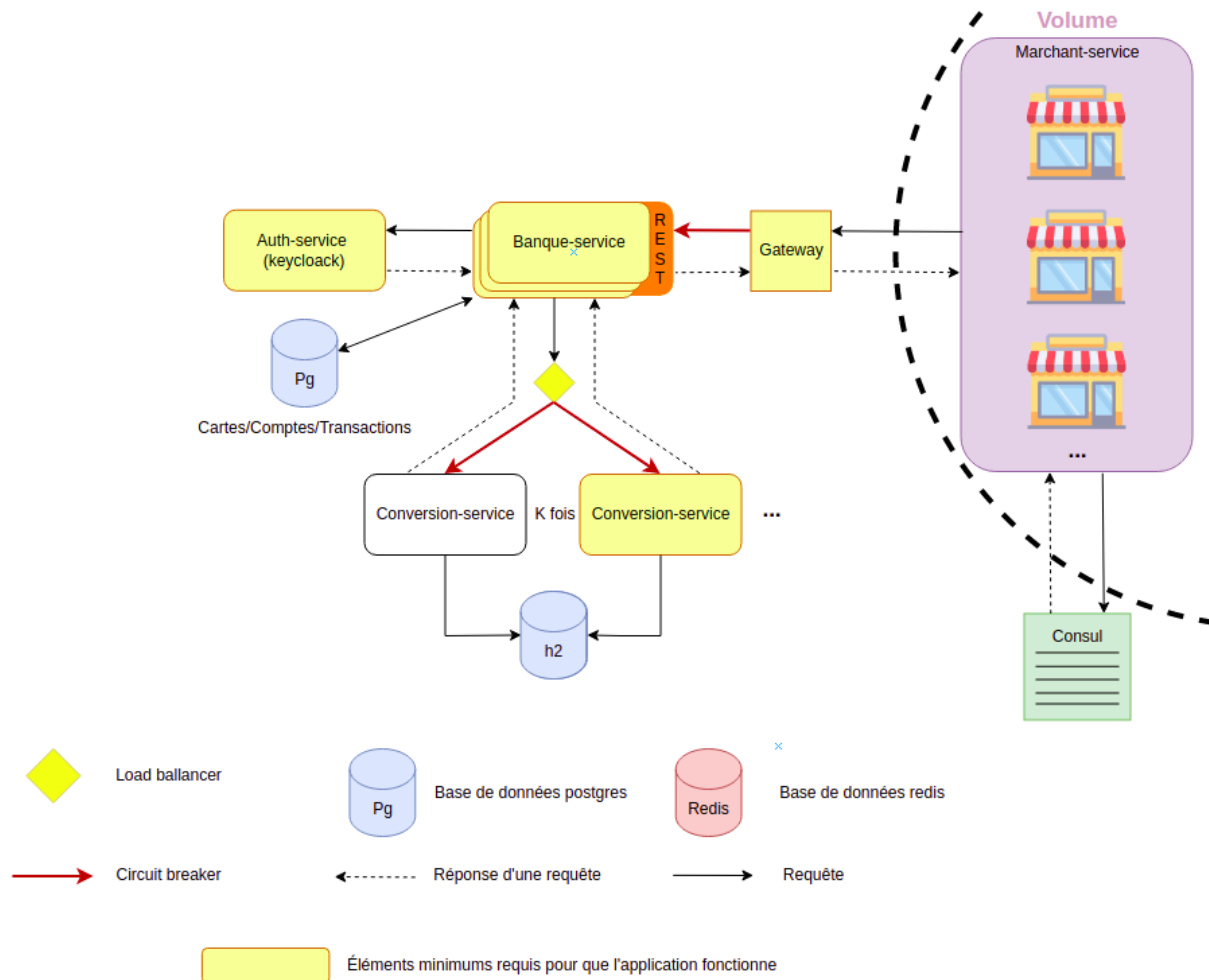 Volume
Marchant-service
...
Auth-service
(keycloack)
Banque-service
R
E
S
T
Gateway
Pg
Cartes/Comptes/Transactions
Conversion-service
K fois
Conversion-service
...
h2
Consul
Load ballancer
Pg
Base de données postgres
Redis
Base de données redis
Circuit breaker
Réponse d'une requête
Requête
Éléments minimums requis pour que l'application fonctionne